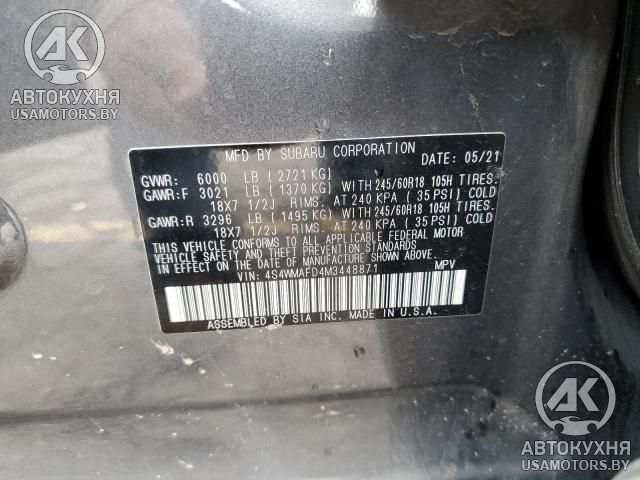 AK
АВТОКУХНЯ
USAMOTORS.BY
MFD BY SUBARU CORPORATION DATE: 05/21
GVWR: 6000 LB (2721 KG)
GAWR:F 3021 LB (1370 KG) WITH 245/60R18 105H TIRES.
18X7 1/2J RIMS. AT 240 KPA (35 PSI) COLD
GAWR:R 3296 LB (1495 KG) WITH 245/60R18 105H TIRES.
18X7 1/2J RIMS. AT 240 KPA (35 PSI) COLD
THIS VEHICLE CONFORMS TO ALL APPLICABLE FEDERAL MOTOR
VEHICLE SAFETY AND THEFT PREVENTION STANDARDS
IN EFFECT ON THE DATE OF MANUFACTURE SHOWN ABOVE.
VIN: 4S4WMAFD4M3448871 MPV
ASSEMBLED BY SIA INC. MADE IN U.S.A.
AK
АВТОКУХНЯ
USAMOTORS.BY